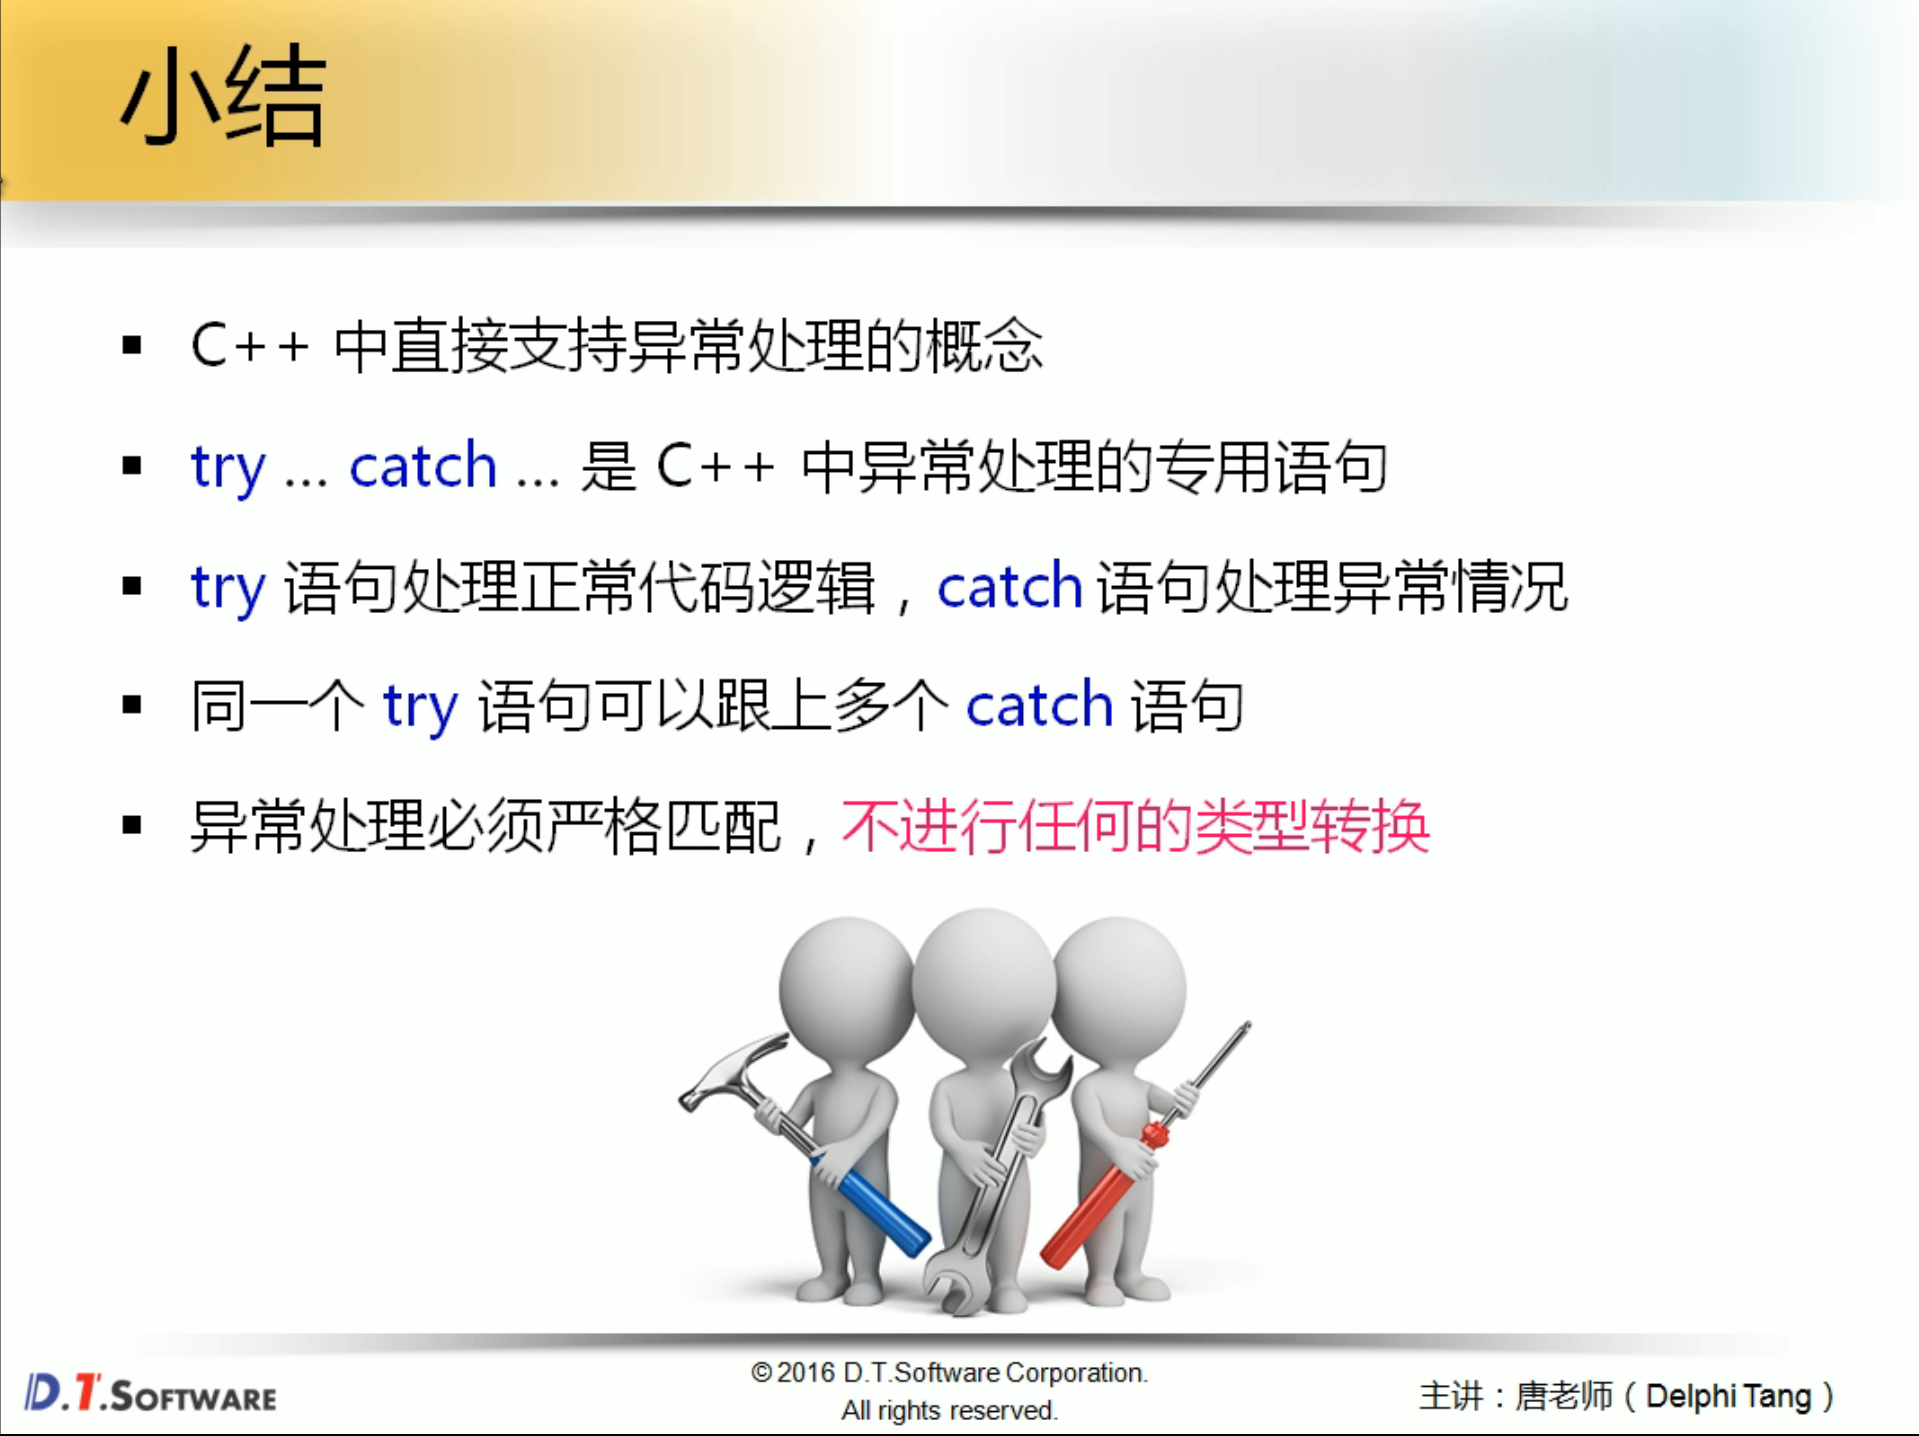 小结
▪ C++ 中直接支持异常处理的概念
▪ try ... catch ... 是 C++ 中异常处理的专用语句
▪ try 语句处理正常代码逻辑，catch 语句处理异常情况
▪ 同一个 try 语句可以跟上多个 catch 语句
▪ 异常处理必须严格匹配，不进行任何的类型转换
D.T.SOFTWARE
© 2016 D.T.Software Corporation.
All rights reserved.
主讲：唐老师（Delphi Tang）